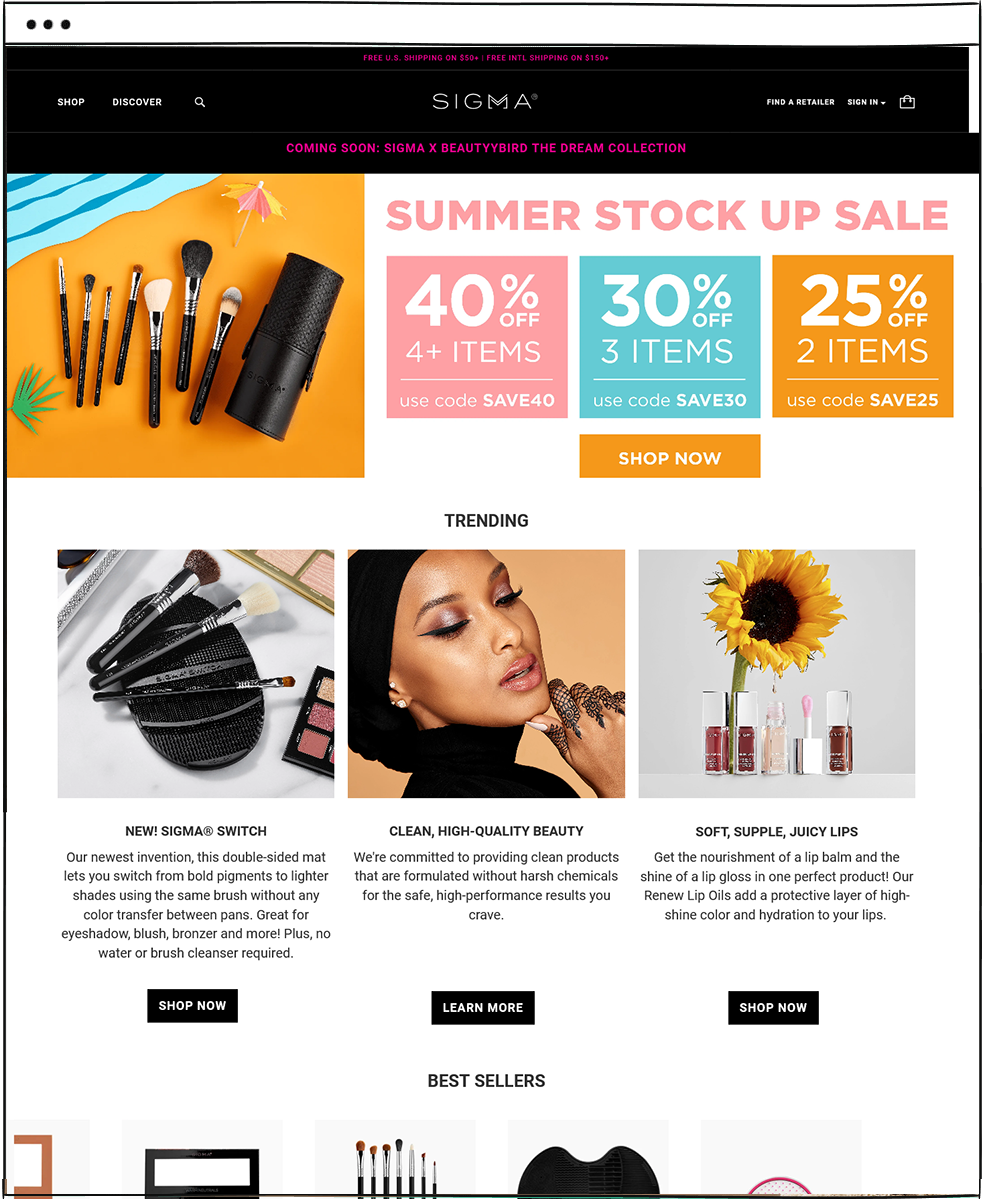 FREE U.S. SHIPPING ON $50+ | FREE INTL SHIPPING ON $150+
SHOP
DISCOVER
SIGMA®
FIND A RETAILER
SIGN IN
COMING SOON: SIGMA X BEAUTYYBIRD THE DREAM COLLECTION
SUMMER STOCK UP SALE
40% OFF
4+ ITEMS
use code SAVE40
30% OFF
3 ITEMS
use code SAVE30
25% OFF
2 ITEMS
use code SAVE25
SIGMA
SHOP NOW
TRENDING
SIGMA SWITCH
NEW! SIGMA® SWITCH
Our newest invention, this double-sided mat
lets you switch from bold pigments to lighter
shades using the same brush without any
color transfer between pans. Great for
eyeshadow, blush, bronzer and more! Plus, no
water or brush cleanser required.
SHOP NOW
CLEAN, HIGH-QUALITY BEAUTY
We're committed to providing clean products
that are formulated without harsh chemicals
for the safe, high-performance results you
crave.
LEARN MORE
SOFT, SUPPLE, JUICY LIPS
Get the nourishment of a lip balm and the
shine of a lip gloss in one perfect product! Our
Renew Lip Oils add a protective layer of high-
shine color and hydration to your lips.
SHOP NOW
BEST SELLERS